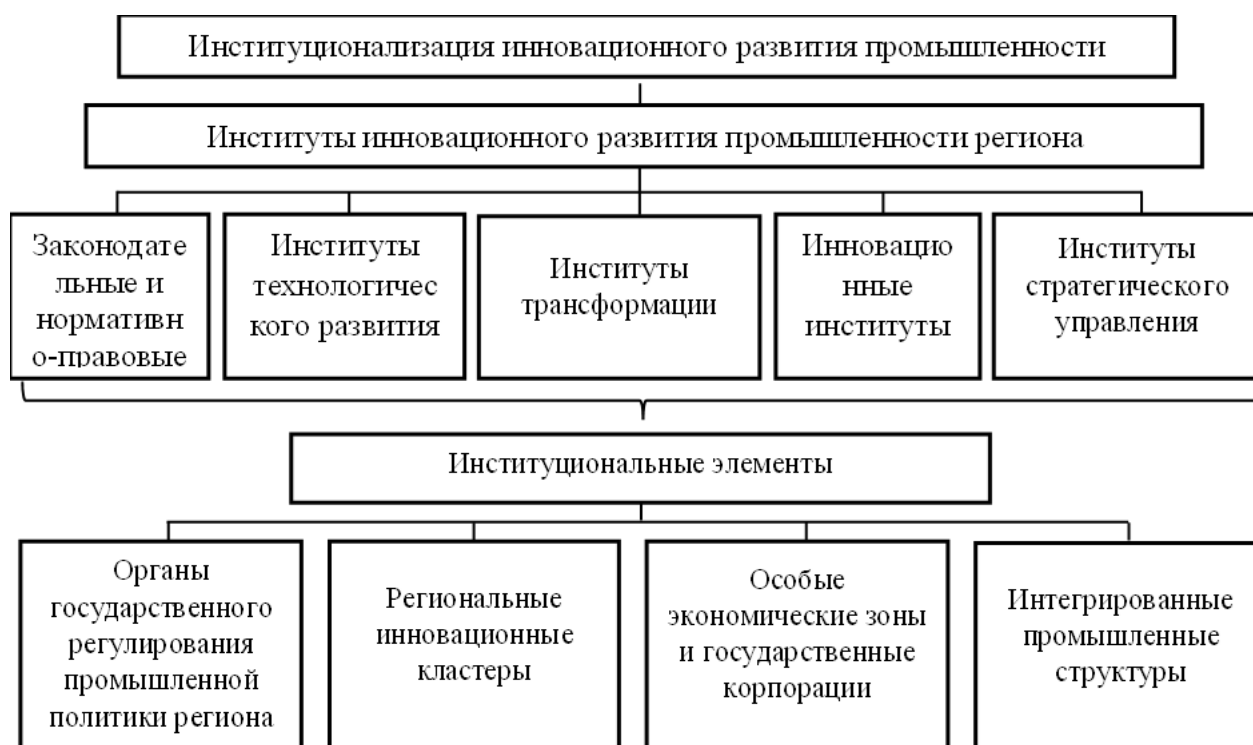 Институционализация инновационного развития промышленности
Институты инновационного развития промышленности региона
Законодате
льные и
нормативн
о-правовые
Институты
технологичес
кого развития
Институты
трансформации
Инновацио
нные
институты
Институты
стратегического
управления
Институциональные элементы
Органы
государственного
регулирования
промышленной
политики региона
Региональные
инновационные
кластеры
Особые
экономические зоны
и государственные
корпорации
Интегрированные
промышленные
структуры